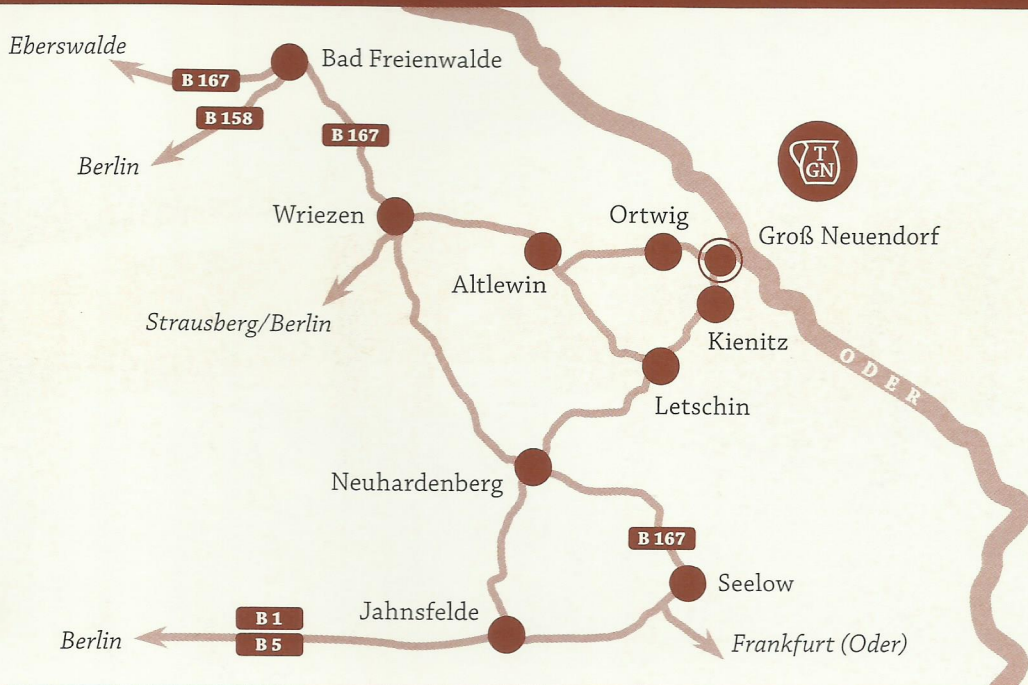 Eberswalde
Bad Freienwalde
B 167
B 158
B 167
Berlin
T
GN
Wriezen
Ortwig
Groß Neuendorf
Altlewin
Strausberg/Berlin
Kienitz
ODER
Letschin
Neuhardenberg
B 167
Seelow
Jahnsfelde
B 1
B 5
Berlin
Frankfurt (Oder)